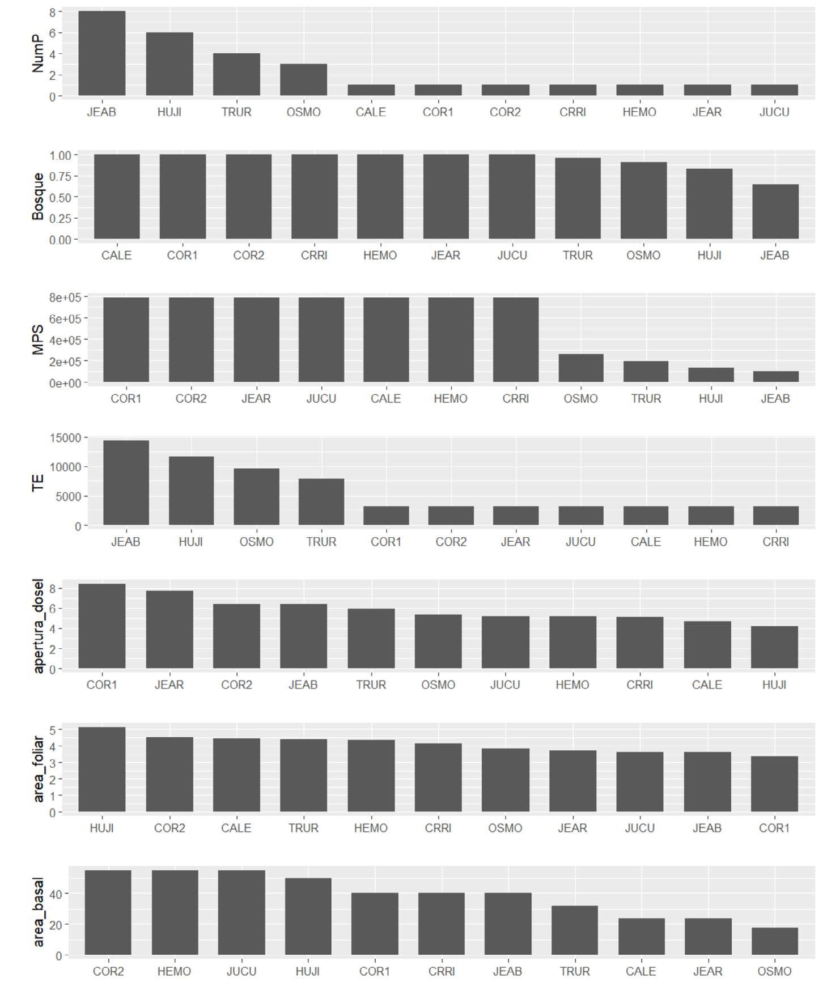 NumP
8
6
4
2
0
JEAB HUJI TRUR OSMO CALE COR1 COR2 CRRI HEMO JEAR JUCU
Bosque
1.00
0.75
0.50
0.25
0.00
CALE COR1 COR2 CRRI HEMO JEAR JUCU TRUR OSMO HUJI JEAB
MPS
8e+05
6e+05
4e+05
2e+05
0e+00
COR1 COR2 JEAR JUCU CALE HEMO CRRI OSMO TRUR HUJI JEAB
TE
15000
10000
5000
0
JEAB HUJI OSMO TRUR COR1 COR2 JEAR JUCU CALE HEMO CRRI
apertura_dosel
8
6
4
2
0
COR1 JEAR COR2 JEAB TRUR OSMO JUCU HEMO CRRI CALE HUJI
area_foliar
5
4
3
2
1
0
HUJI COR2 CALE TRUR HEMO CRRI OSMO JEAR JUCU JEAB COR1
area_basal
40
20
0
COR2 HEMO JUCU HUJI COR1 CRRI JEAB TRUR CALE JEAR OSMO